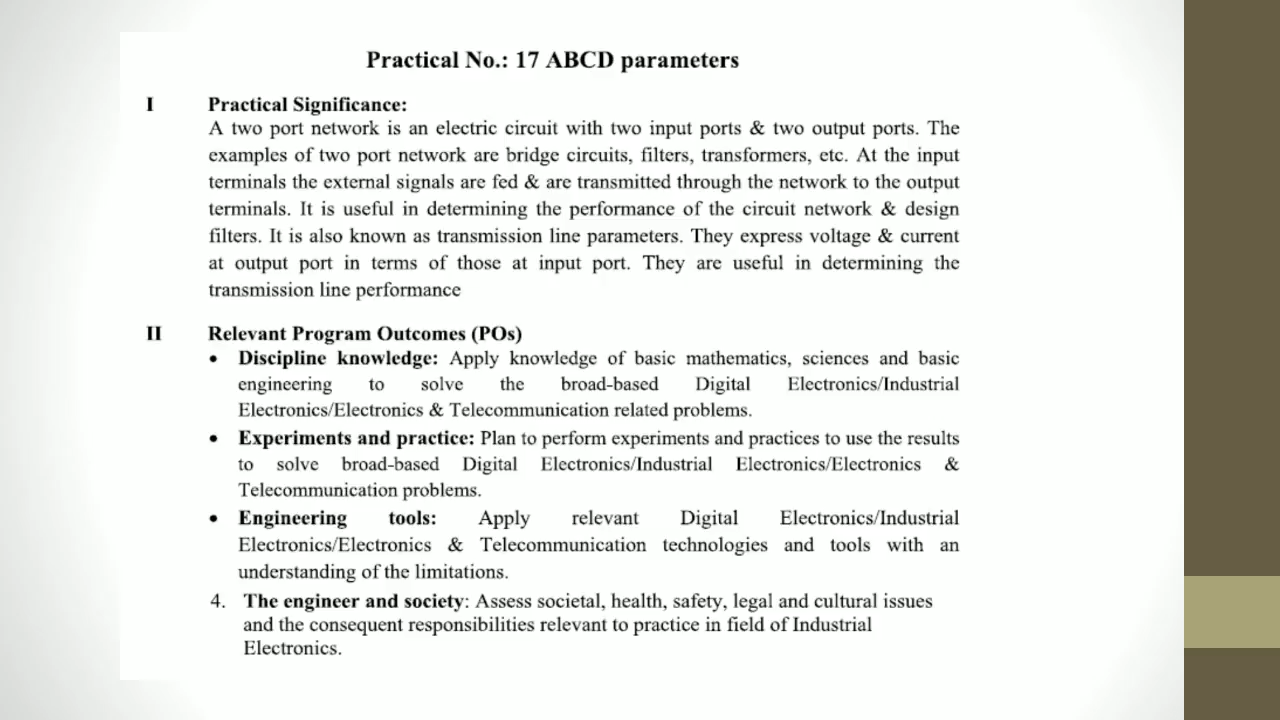 Practical No.: 17 ABCD parameters
I Practical Significance:
A two port network is an electric circuit with two input ports & two output ports. The
examples of two port network are bridge circuits, filters, transformers, etc. At the input
terminals the external signals are fed & are transmitted through the network to the output
terminals. It is useful in determining the performance of the circuit network & design
filters. It is also known as transmission line parameters. They express voltage & current
at output port in terms of those at input port. They are useful in determining the
transmission line performance
II Relevant Program Outcomes (POs)
• Discipline knowledge: Apply knowledge of basic mathematics, sciences and basic
engineering to solve the broad-based Digital Electronics/Industrial
Electronics/Electronics & Telecommunication related problems.
• Experiments and practice: Plan to perform experiments and practices to use the results
to solve broad-based Digital Electronics/Industrial Electronics/Electronics &
Telecommunication problems.
• Engineering tools: Apply relevant Digital Electronics/Industrial
Electronics/Electronics & Telecommunication technologies and tools with an
understanding of the limitations.
4. The engineer and society: Assess societal, health, safety, legal and cultural issues
and the consequent responsibilities relevant to practice in field of Industrial
Electronics.